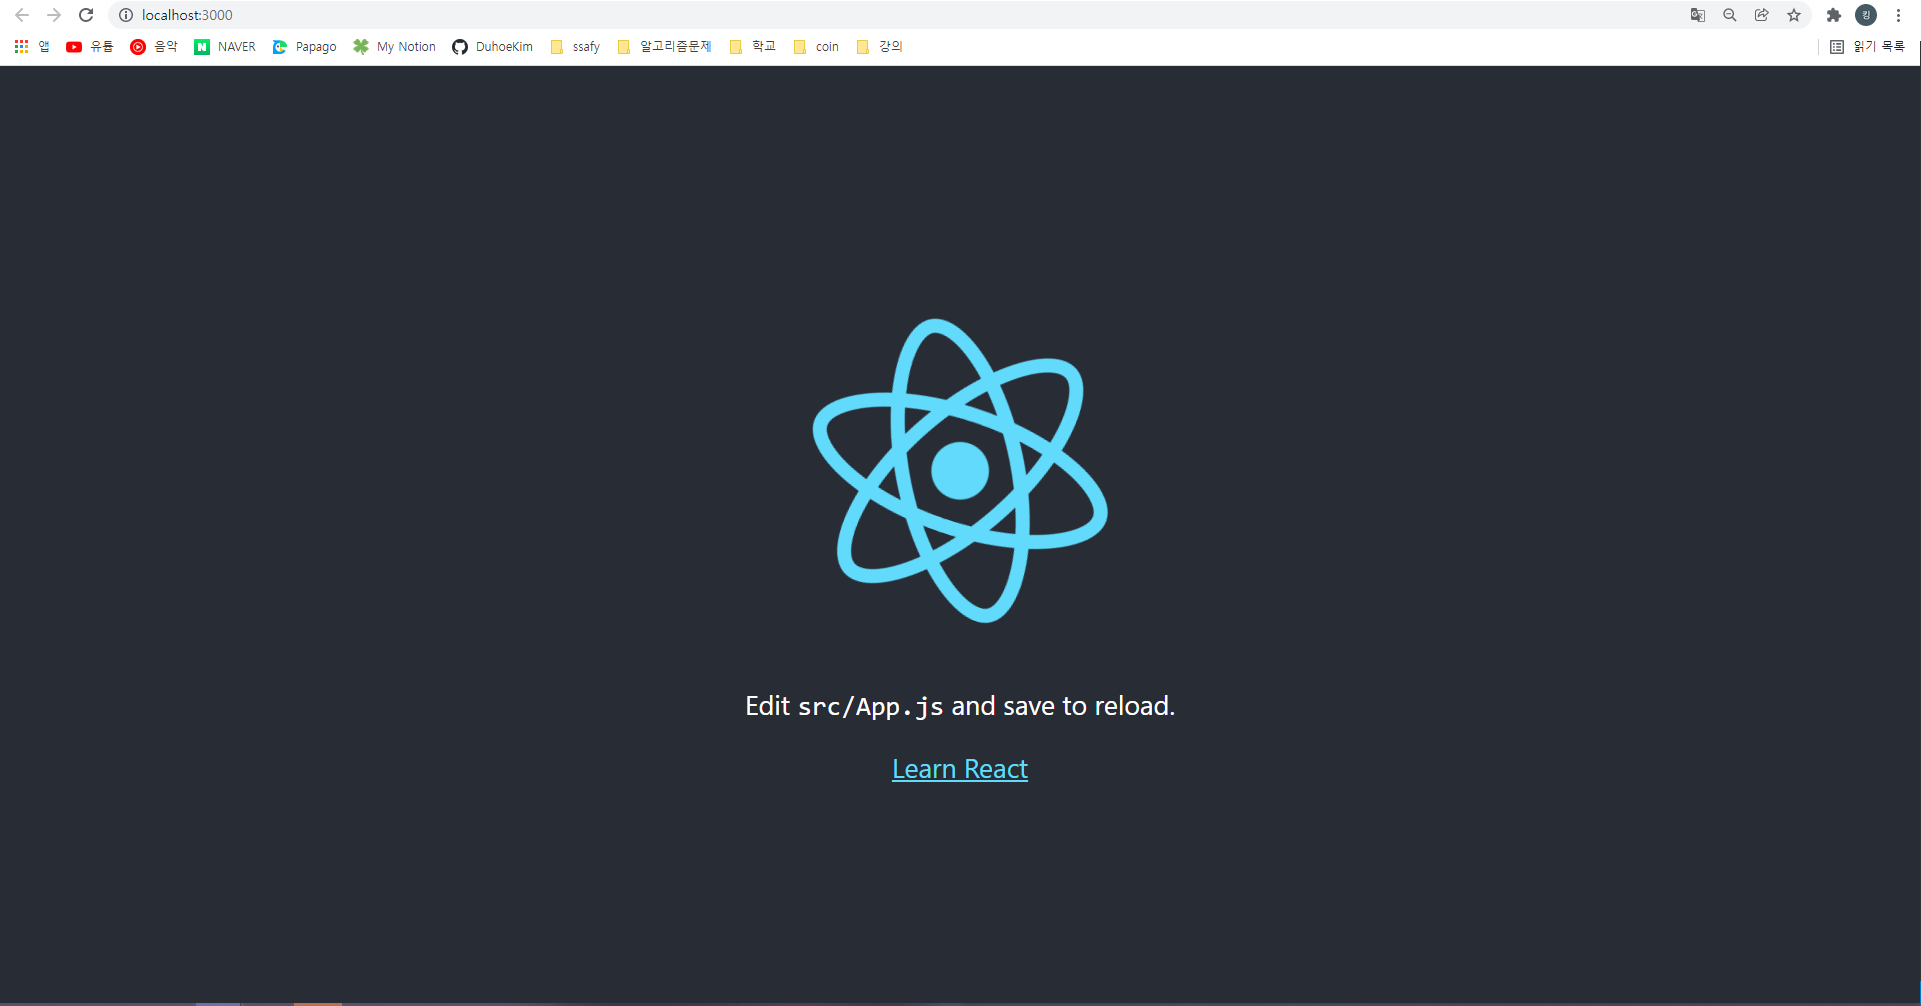 localhost:3000
킹
앱 유튭 음악 NAVER Papago My Notion DuhoeKim ssafy 알고리즘문제 학교 coin 강의 읽기 목록
Edit src/App.js and save to reload.
Learn React